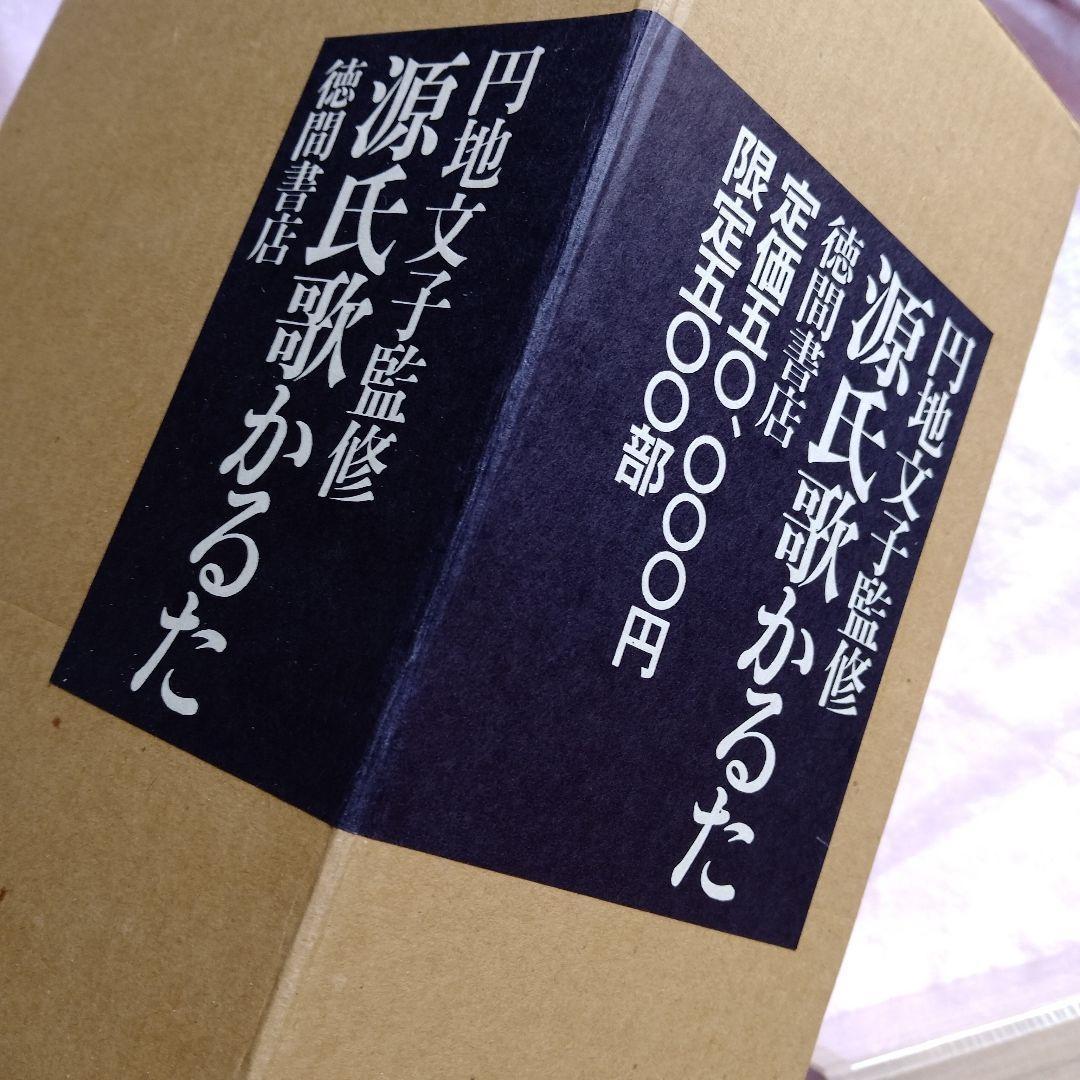 円地文子監修
源氏歌かるた
徳間書店
定価五〇、〇〇〇円
限定五〇〇部
円地文子監修
源氏歌かるた
徳間書店